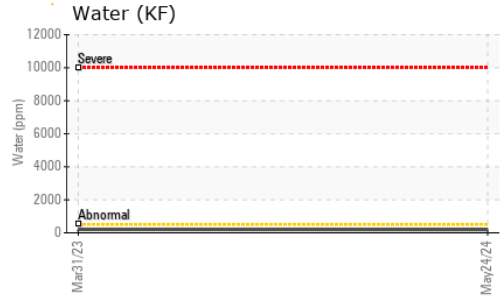 Water (KF)
12000
10000
8000
6000
4000
2000
0
Water (ppm)
Severe
Abnormal
Mar31/23
May24/24